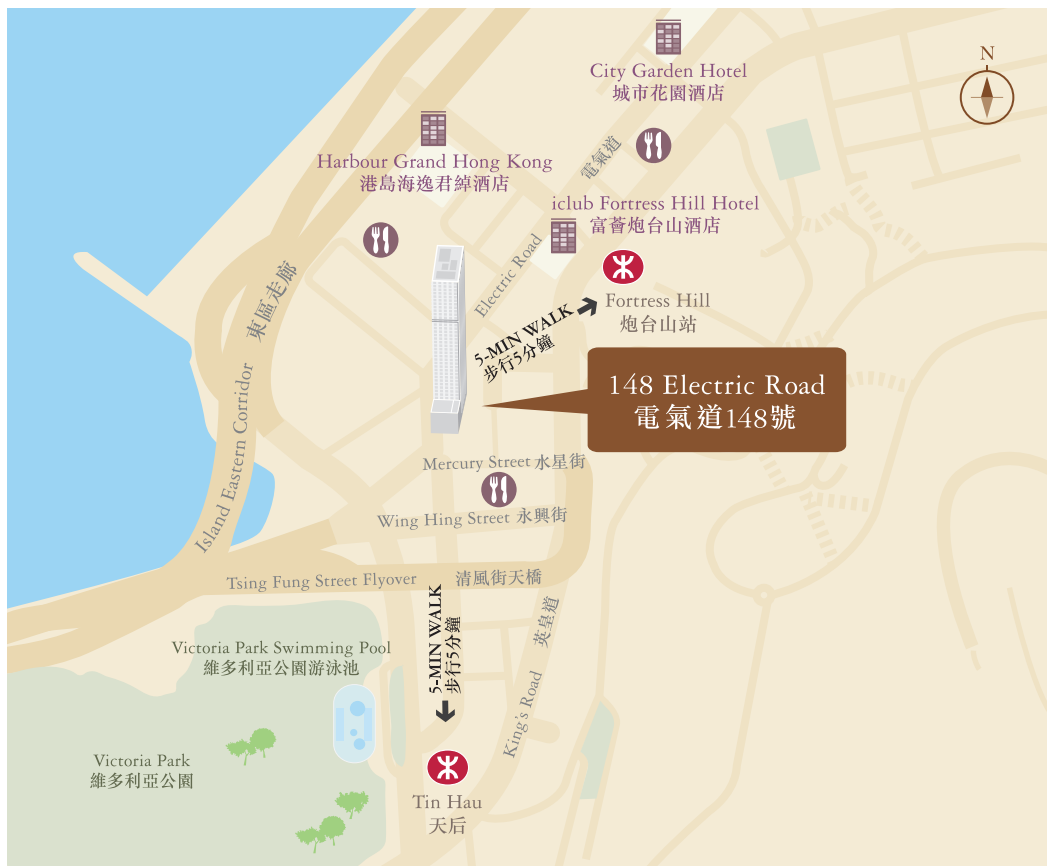 N
City Garden Hotel
城市花園酒店
Harbour Grand Hong Kong
港島海逸君綽酒店
電氣道
iclub Fortress Hill Hotel
富薈炮台山酒店
Electric Road
東區走廊
Island Eastern Corridor
Fortress Hill
炮台山站
5-MIN WALK
步行5分鐘
148 Electric Road
電氣道148號
Mercury Street 水星街
Wing Hing Street 永興街
Tsing Fung Street Flyover 清風街天橋
5-MIN WALK
步行5分鐘
King's Road 英皇道
Victoria Park Swimming Pool
維多利亞公園游泳池
Victoria Park
維多利亞公園
Tin Hau
天后